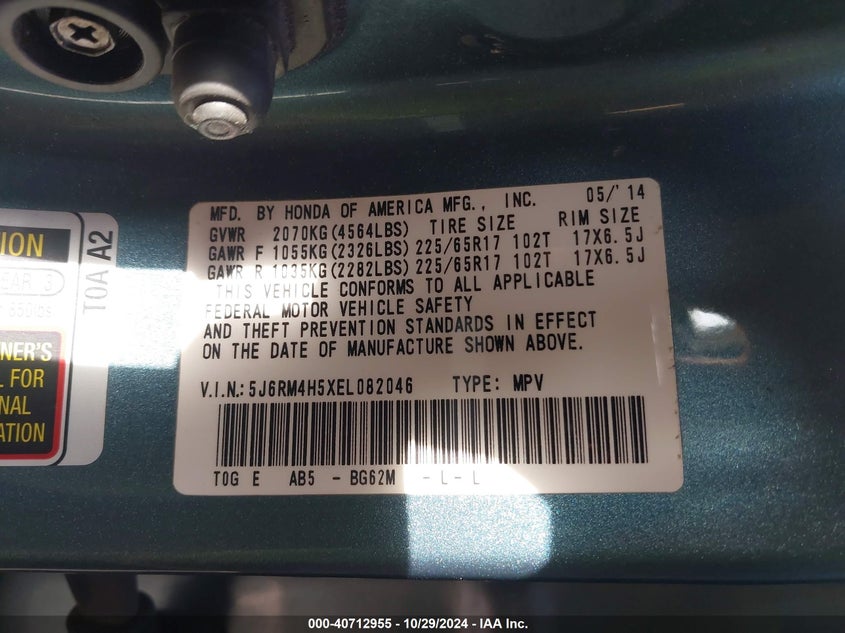 MFD. BY HONDA OF AMERICA MFG., INC. 05/'14
GVWR 2070KG(4564LBS) TIRE SIZE RIM SIZE
GAWR F 1055KG(2326LBS) 225/65R17 102T 17X6.5J
GAWR R 1035KG(2282LBS) 225/65R17 102T 17X6.5J
THIS VEHICLE CONFORMS TO ALL APPLICABLE
FEDERAL MOTOR VEHICLE SAFETY
AND THEFT PREVENTION STANDARDS IN EFFECT
ON THE DATE OF MANUFACTURE SHOWN ABOVE.
V.I.N.: 5J6RM4H5XEL082046 TYPE: MPV
T0G E AB5 - BG62M - L - L
ION
EAR 3
850lbs
NER'S
L FOR
NAL
ATION
T0A A2
000-40712955 - 10/29/2024 - IAA Inc.